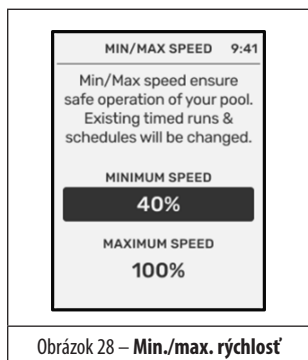 MIN/MAX SPEED 9:41
Min/Max speed ensure
safe operation of your pool.
Existing timed runs &
schedules will be changed.
MINIMUM SPEED
40%
MAXIMUM SPEED
100%
Obrázok 28 – Min./max. rýchlosť